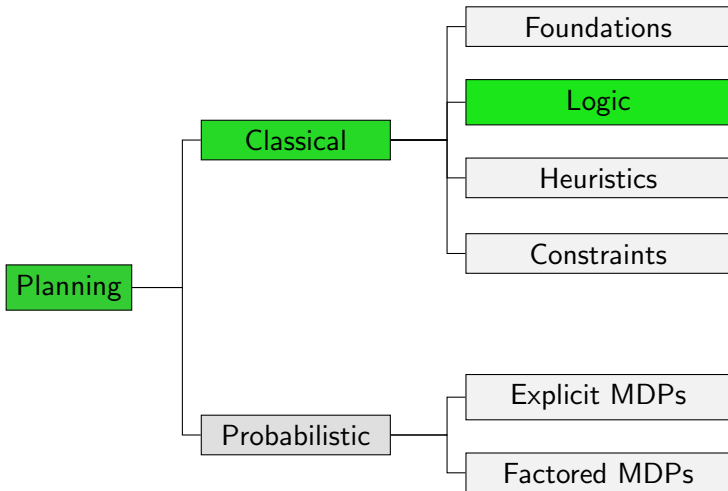 Foundations
Logic
Classical
Heuristics
Constraints
Planning
Explicit MDPs
Probabilistic
Factored MDPs